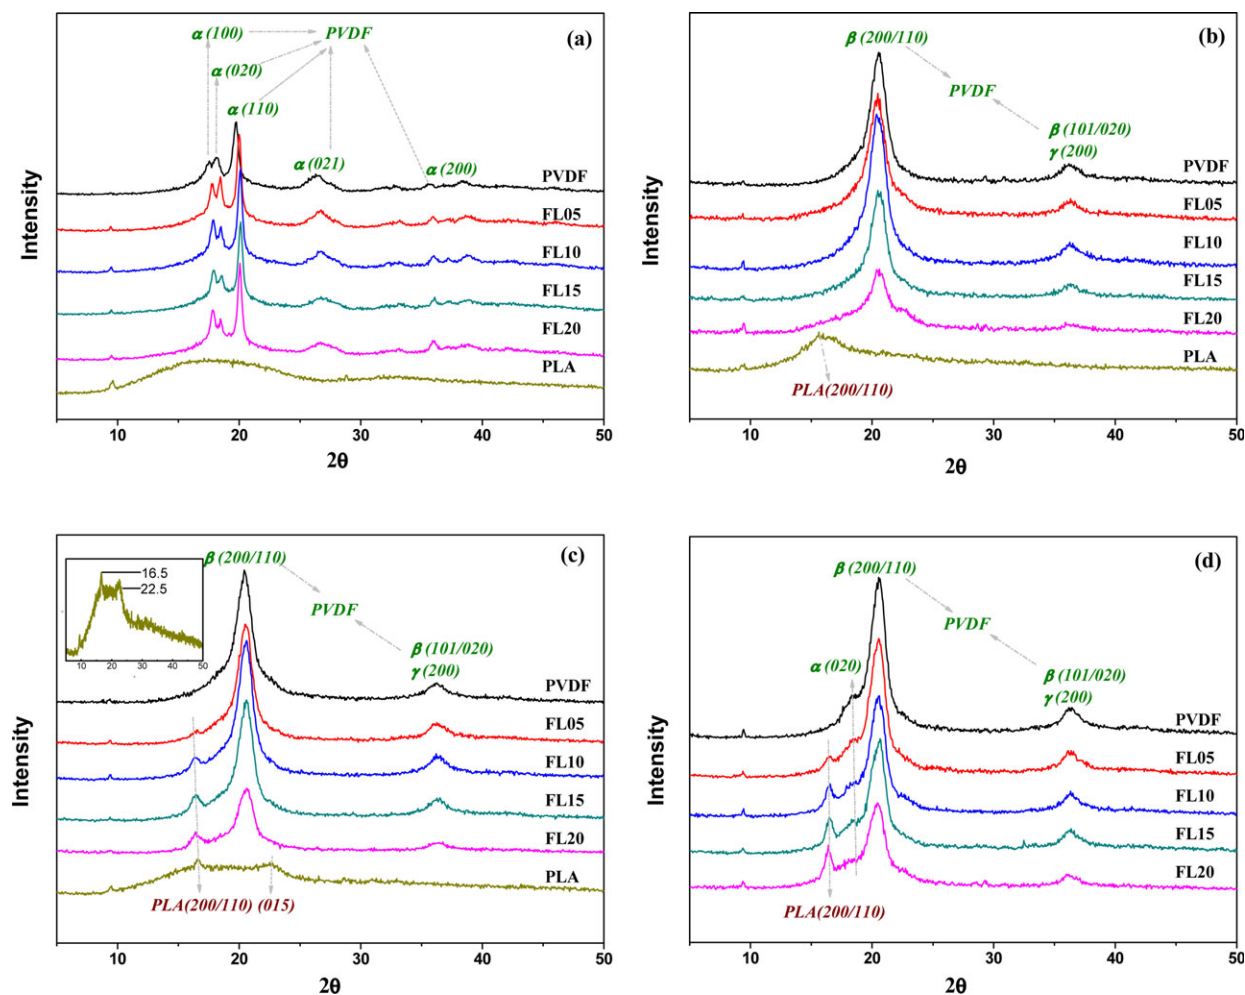 (a)
α (100)
PVDF
α (020)
α (110)
α (021)
α (200)
PVDF
FL05
FL10
FL15
FL20
PLA
Intensity
10 20 30 40 50
2θ
(b)
β (200/110)
PVDF
β (101/020)
γ (200)
PVDF
FL05
FL10
FL15
FL20
PLA
PLA(200/110)
Intensity
10 20 30 40 50
2θ
(c)
β (200/110)
16.5
22.5
10 20 30 40 50
PVDF
β (101/020)
γ (200)
PVDF
FL05
FL10
FL15
FL20
PLA
PLA(200/110) (015)
Intensity
10 20 30 40 50
2θ
(d)
β (200/110)
PVDF
α (020)
β (101/020)
γ (200)
PVDF
FL05
FL10
FL15
FL20
PLA(200/110)
Intensity
10 20 30 40 50
2θ